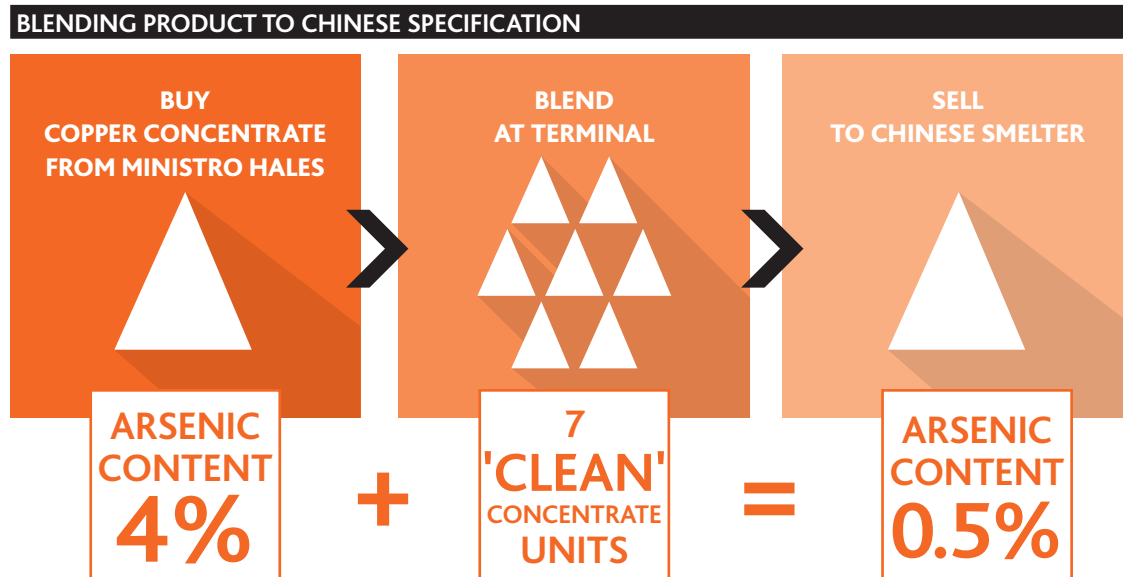 BLENDING PRODUCT TO CHINESE SPECIFICATION
BUY
COPPER CONCENTRATE
FROM MINISTRO HALES
BLEND
AT TERMINAL
SELL
TO CHINESE SMELTER
ARSENIC
CONTENT
4%
+
7
'CLEAN'
CONCENTRATE
UNITS
=
ARSENIC
CONTENT
0.5%